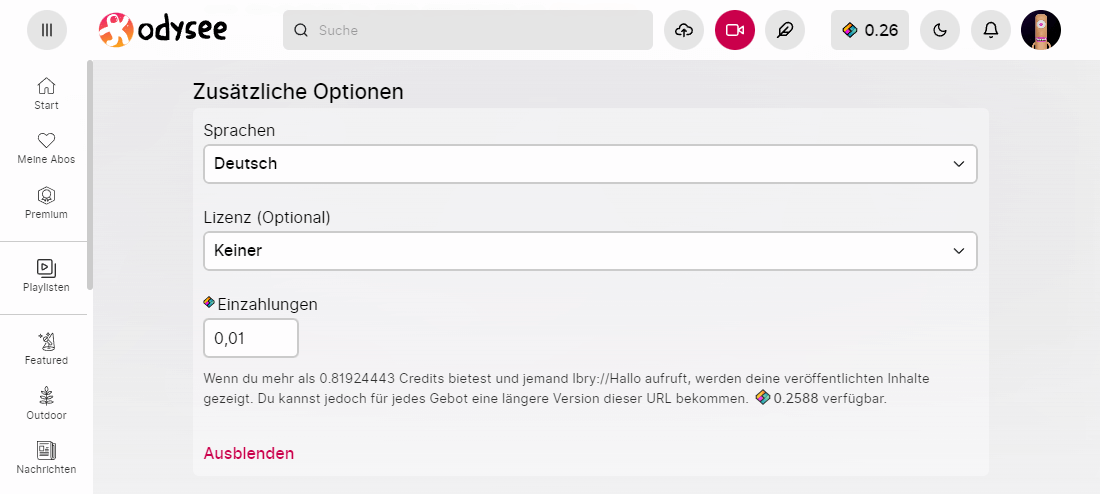 odysee
Suche
0.26
Start
Meine Abos
Premium
Playlisten
Featured
Outdoor
Nachrichten
Zusätzliche Optionen
Sprachen
Deutsch
Lizenz (Optional)
Keiner
Einzahlungen
0,01
Wenn du mehr als 0.81924443 Credits bietest und jemand lbry://Hallo aufruft, werden deine veröffentlichten Inhalte
gezeigt. Du kannst jedoch für jedes Gebot eine längere Version dieser URL bekommen. 0.2588 verfügbar.
Ausblenden